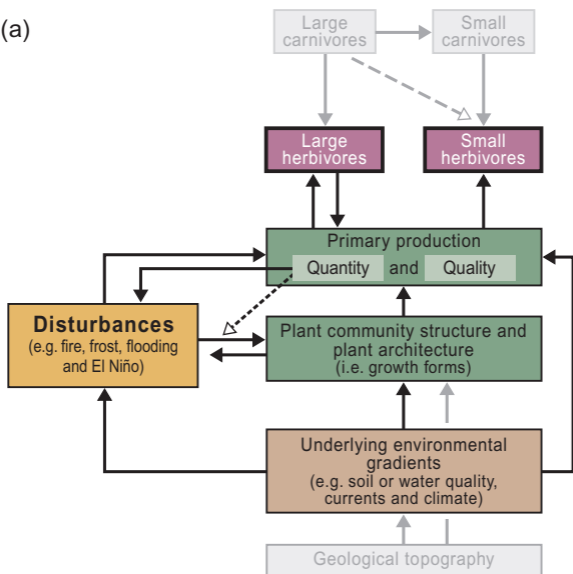 (a)
Large
carnivores
Small
carnivores
Large
herbivores
Small
herbivores
Primary production
Quantity and Quality
Disturbances
(e.g. fire, frost, flooding
and El Niño)
Plant community structure and
plant architecture
(i.e. growth forms)
Underlying environmental
gradients
(e.g. soil or water quality,
currents and climate)
Geological topography